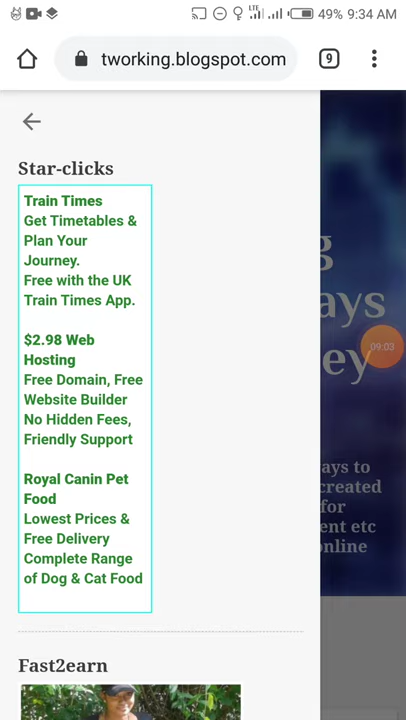 LTE 49% 9:34 AM
tworking.blogspot.com 9
Star-clicks
Train Times
Get Timetables &
Plan Your
Journey.
Free with the UK
Train Times App.
$2.98 Web
Hosting
Free Domain, Free
Website Builder
No Hidden Fees,
Friendly Support
Royal Canin Pet
Food
Lowest Prices &
Free Delivery
Complete Range
of Dog & Cat Food
Fast2earn
g
ays
ey
09:03
ays to
created
for
ent etc
online